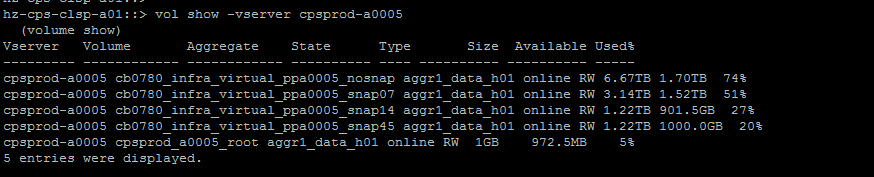 hz-cps-clsp-a01::>
hz-cps-clsp-a01::> vol show -vserver cpsprod-a0005
  (volume show)
Vserver   Volume       Aggregate    State      Type       Size  Available Used%
--------- ------------ ------------ ---------- ---- ---------- ---------- -----
cpsprod-a0005 cb0780_infra_virtual_ppa0005_nosnap aggr1_data_h01 online RW 6.67TB 1.70TB  74%
cpsprod-a0005 cb0780_infra_virtual_ppa0005_snap07 aggr1_data_h01 online RW 3.14TB 1.52TB  51%
cpsprod-a0005 cb0780_infra_virtual_ppa0005_snap14 aggr1_data_h01 online RW 1.22TB 901.5GB  27%
cpsprod-a0005 cb0780_infra_virtual_ppa0005_snap45 aggr1_data_h01 online RW 1.22TB 1000.0GB  20%
cpsprod-a0005 cpsprod_a0005_root aggr1_data_h01 online RW  1GB    972.5MB    5%
5 entries were displayed.